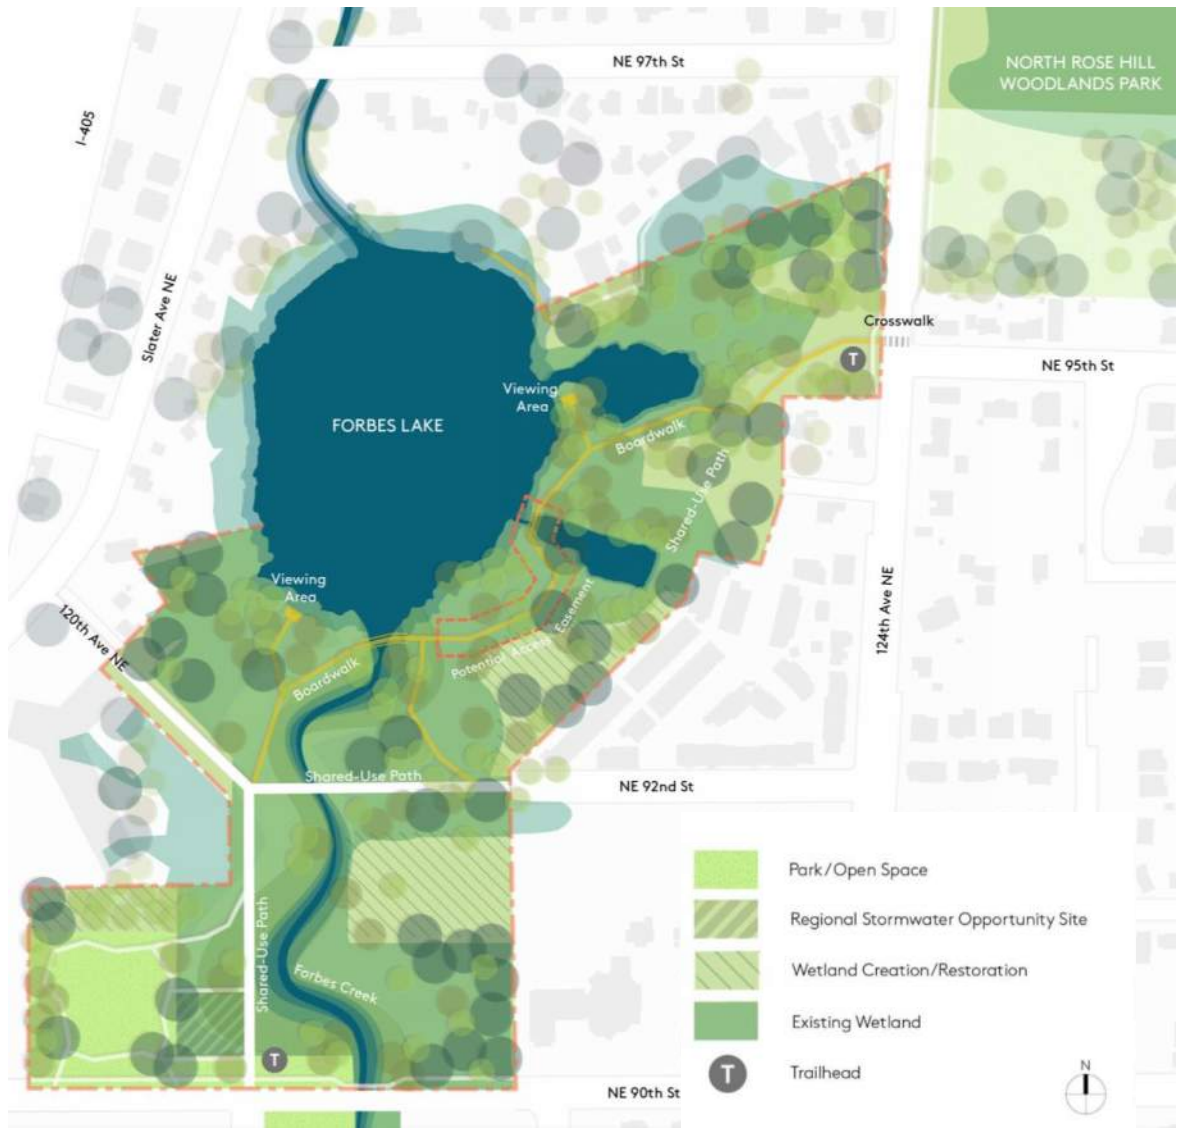 NE 97th St
NORTH ROSE HILL
WOODLANDS PARK
I-405
Slater Ave NE
Crosswalk
NE 95th St
Viewing
Area
FORBES LAKE
Boardwalk
Shared-Use Path
Viewing
Area
120th Ave NE
Potential Access Easement
124th Ave NE
Boardwalk
Shared-Use Path
NE 92nd St
Shared-Use Path
Forbes Creek
NE 90th St
T
T
Park/Open Space
Regional Stormwater Opportunity Site
Wetland Creation/Restoration
Existing Wetland
T
Trailhead
N